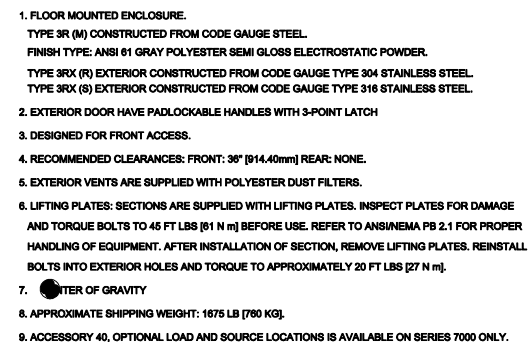 1. FLOOR MOUNTED ENCLOSURE.
TYPE 3R (M) CONSTRUCTED FROM CODE GAUGE STEEL.
FINISH TYPE: ANSI 61 GRAY POLYESTER SEMI GLOSS ELECTROSTATIC POWDER.
TYPE 3RX (R) EXTERIOR CONSTRUCTED FROM CODE GAUGE TYPE 304 STAINLESS STEEL.
TYPE 3RX (S) EXTERIOR CONSTRUCTED FROM CODE GAUGE TYPE 316 STAINLESS STEEL.
2. EXTERIOR DOOR HAVE PADLOCKABLE HANDLES WITH 3-POINT LATCH
3. DESIGNED FOR FRONT ACCESS.
4. RECOMMENDED CLEARANCES: FRONT: 36" [914.40mm] REAR: NONE.
5. EXTERIOR VENTS ARE SUPPLIED WITH POLYESTER DUST FILTERS.
6. LIFTING PLATES: SECTIONS ARE SUPPLIED WITH LIFTING PLATES. INSPECT PLATES FOR DAMAGE
AND TORQUE BOLTS TO 45 FT LBS [61 N m] BEFORE USE. REFER TO ANSI/NEMA PB 2.1 FOR PROPER
HANDLING OF EQUIPMENT. AFTER INSTALLATION OF SECTION, REMOVE LIFTING PLATES. REINSTALL
BOLTS INTO EXTERIOR HOLES AND TORQUE TO APPROXIMATELY 20 FT LBS [27 N m].
7. OF GRAVITY
8. APPROXIMATE SHIPPING WEIGHT: 1675 LB [760 KG].
9. ACCESSORY 40, OPTIONAL LOAD AND SOURCE LOCATIONS IS AVAILABLE ON SERIES 7000 ONLY.